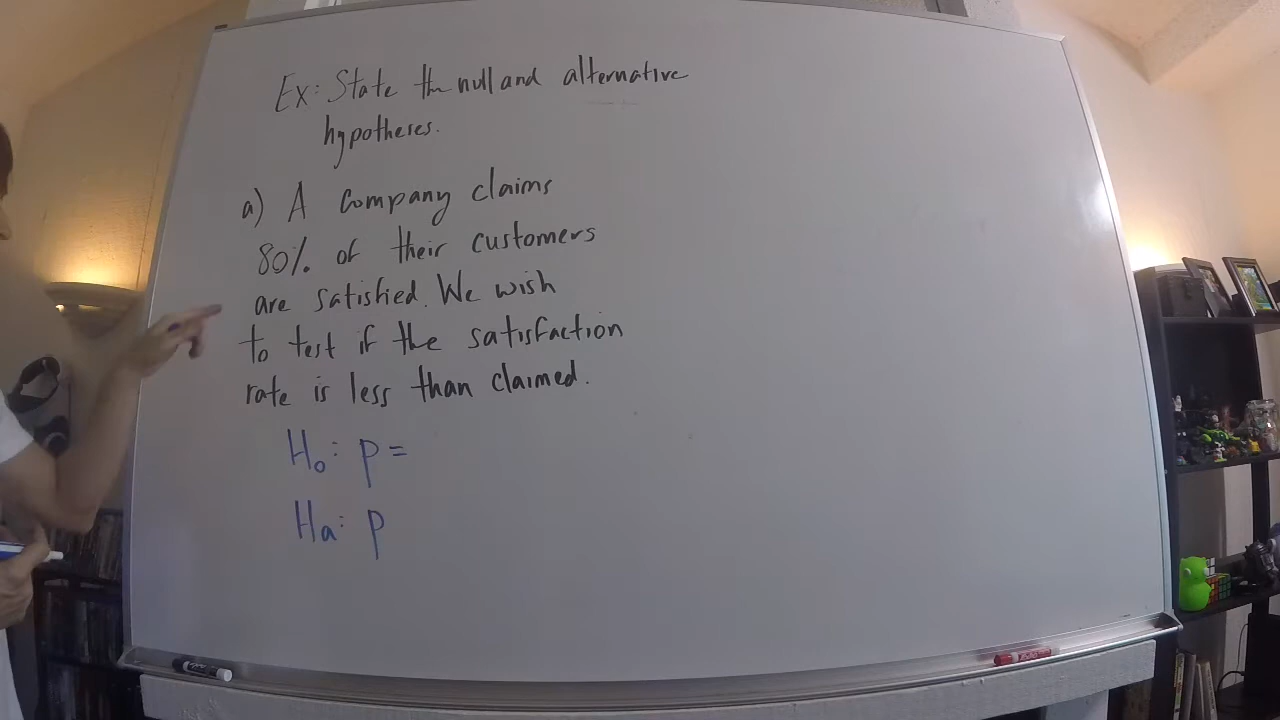 Ex: State the null and alternative
hypotheses.
a) A company claims
80% of their customers
are satisfied. We wish
to test if the satisfaction
rate is less than claimed.
H₀: p =
Ha: p